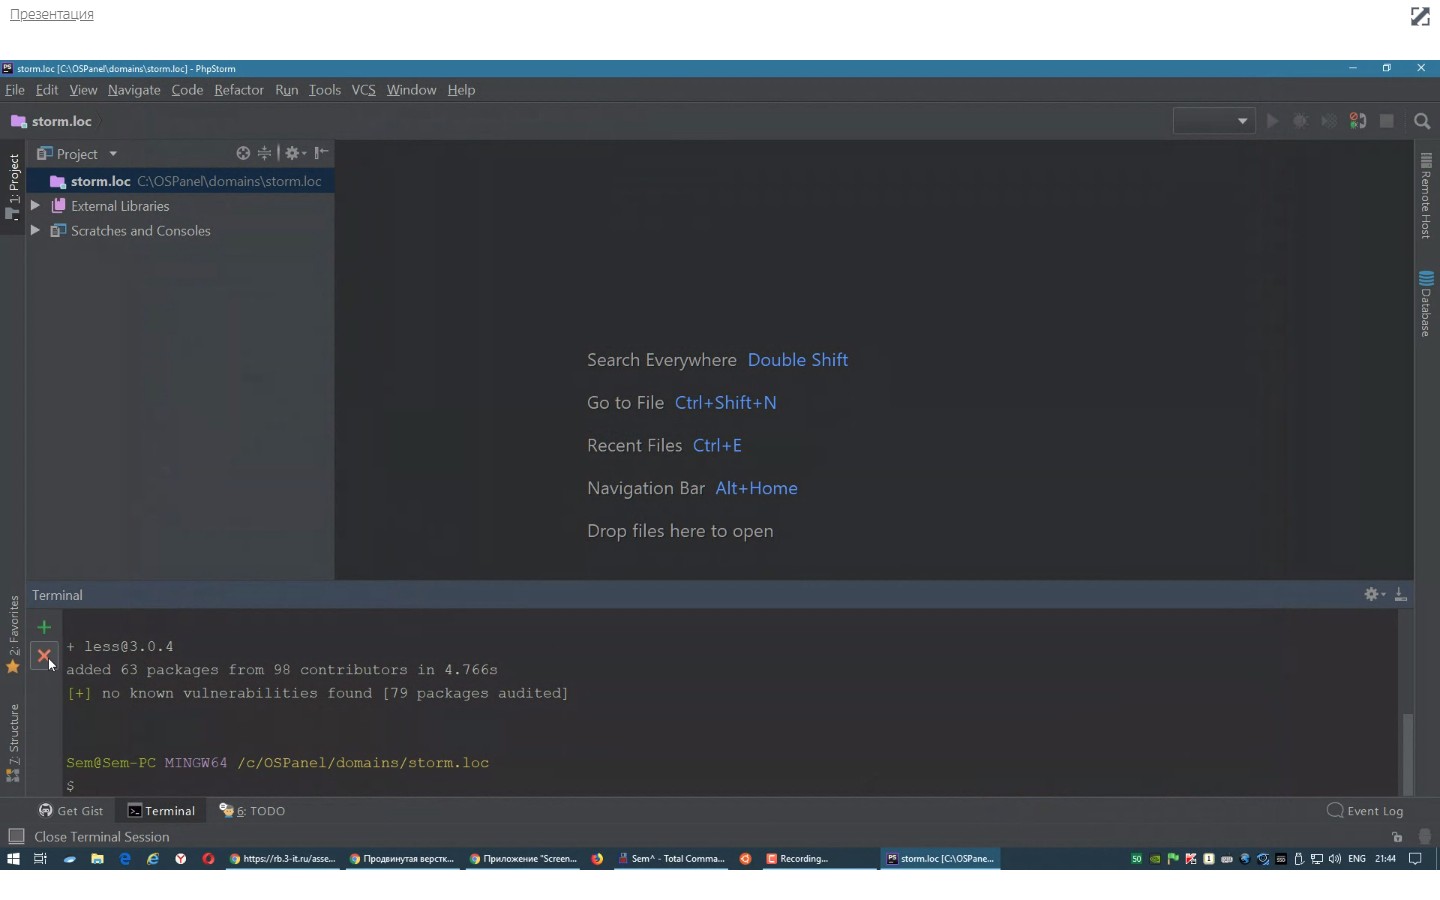 Презентация
storm.loc [C:\OSPanel\domains\storm.loc] - PhpStorm
File Edit View Navigate Code Refactor Run Tools VCS Window Help
storm.loc
Project
1: Project
storm.loc C:\OSPanel\domains\storm.loc
External Libraries
Scratches and Consoles
Remote Host
Database
Search Everywhere Double Shift
Go to File Ctrl+Shift+N
Recent Files Ctrl+E
Navigation Bar Alt+Home
Drop files here to open
2: Favorites
7: Structure
Terminal
+ less@3.0.4
added 63 packages from 98 contributors in 4.766s
[+] no known vulnerabilities found [79 packages audited]
Sem@Sem-PC MINGW64 /c/OSPanel/domains/storm.loc
$
Get Gist Terminal 6: TODO Event Log
Close Terminal Session
https://rb.3-it.ru/asse... Продвинутая верстк... Приложение "Screen... Sem^ - Total Comma... Recording... storm.loc [C:\OSPane... 50 ENG 21:44